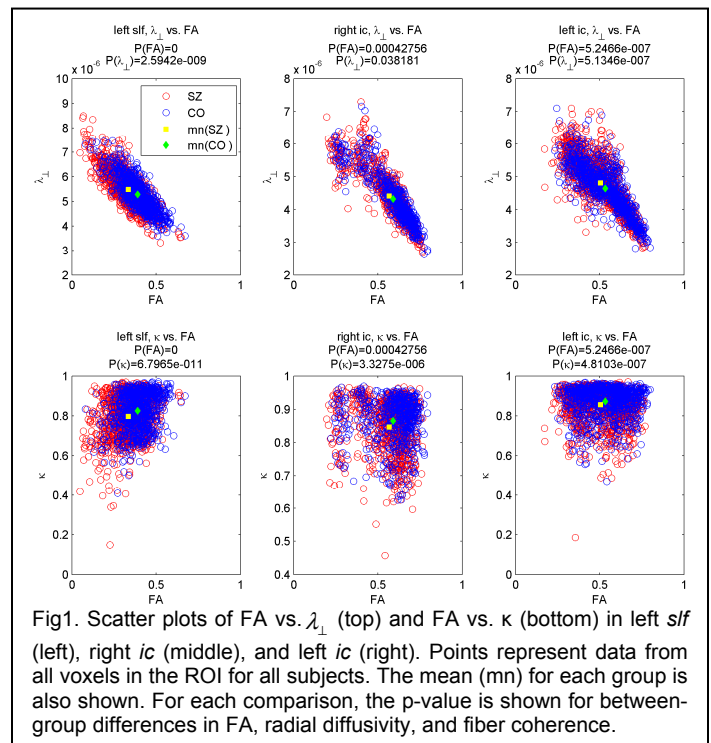 left slf, λ⊥ vs. FA
P(FA)=0
P(λ⊥)=2.5942e-009
x 10⁻⁶
10
9
8
7
6
5
4
3
2
λ⊥
0
0.5
1
FA
SZ
CO
mn(SZ )
mn(CO )
right ic, λ⊥ vs. FA
P(FA)=0.00042756
P(λ⊥)=0.038181
x 10⁻⁶
8
7
6
5
4
3
2
λ⊥
0
0.5
1
FA
left ic, λ⊥ vs. FA
P(FA)=5.2466e-007
P(λ⊥)=5.1346e-007
x 10⁻⁶
8
7
6
5
4
3
2
λ⊥
0
0.5
1
FA
left slf, κ vs. FA
P(FA)=0
P(κ)=6.7965e-011
1
0.8
0.6
0.4
0.2
0
κ
0
0.5
1
FA
right ic, κ vs. FA
P(FA)=0.00042756
P(κ)=3.3275e-006
1
0.9
0.8
0.7
0.6
0.5
0.4
κ
0
0.5
1
FA
left ic, κ vs. FA
P(FA)=5.2466e-007
P(κ)=4.8103e-007
1
0.8
0.6
0.4
0.2
0
κ
0
0.5
1
FA
Fig1. Scatter plots of FA vs. λ⊥ (top) and FA vs. κ (bottom) in left slf
(left), right ic (middle), and left ic (right). Points represent data from
all voxels in the ROI for all subjects. The mean (mn) for each group is
also shown. For each comparison, the p-value is shown for between-
group differences in FA, radial diffusivity, and fiber coherence.